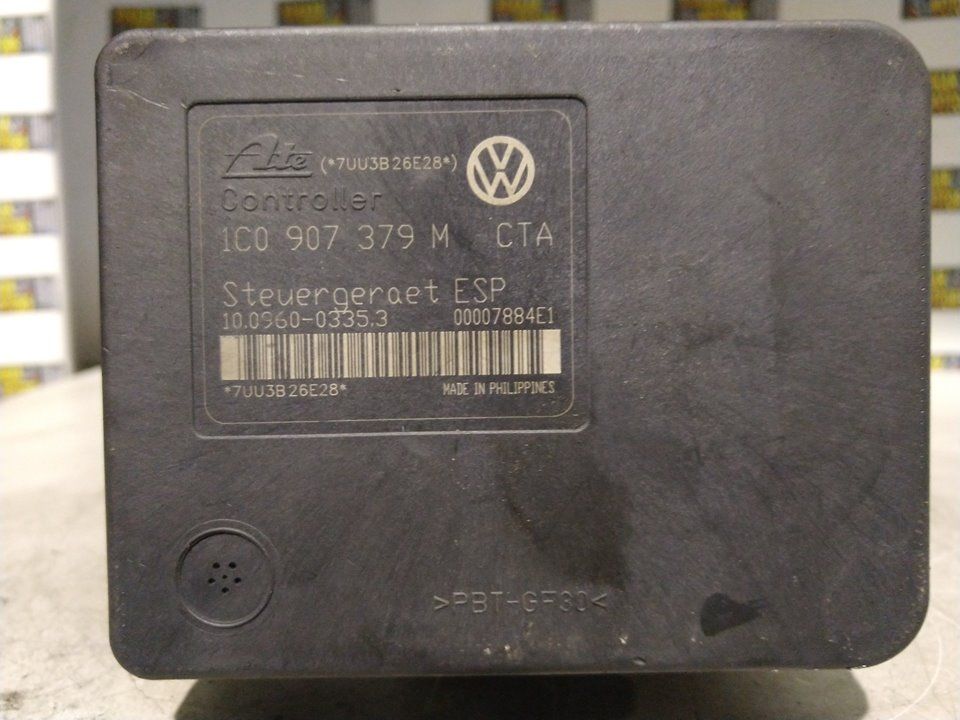 Ate (*7UU3B26E28*)
Controller
1C0 907 379 M CTA
Steuergeraet ESP
10.0960-0335.3 00007884E1
*7UU3B26E28* MADE IN PHILIPPINES
>PBT-GF30<